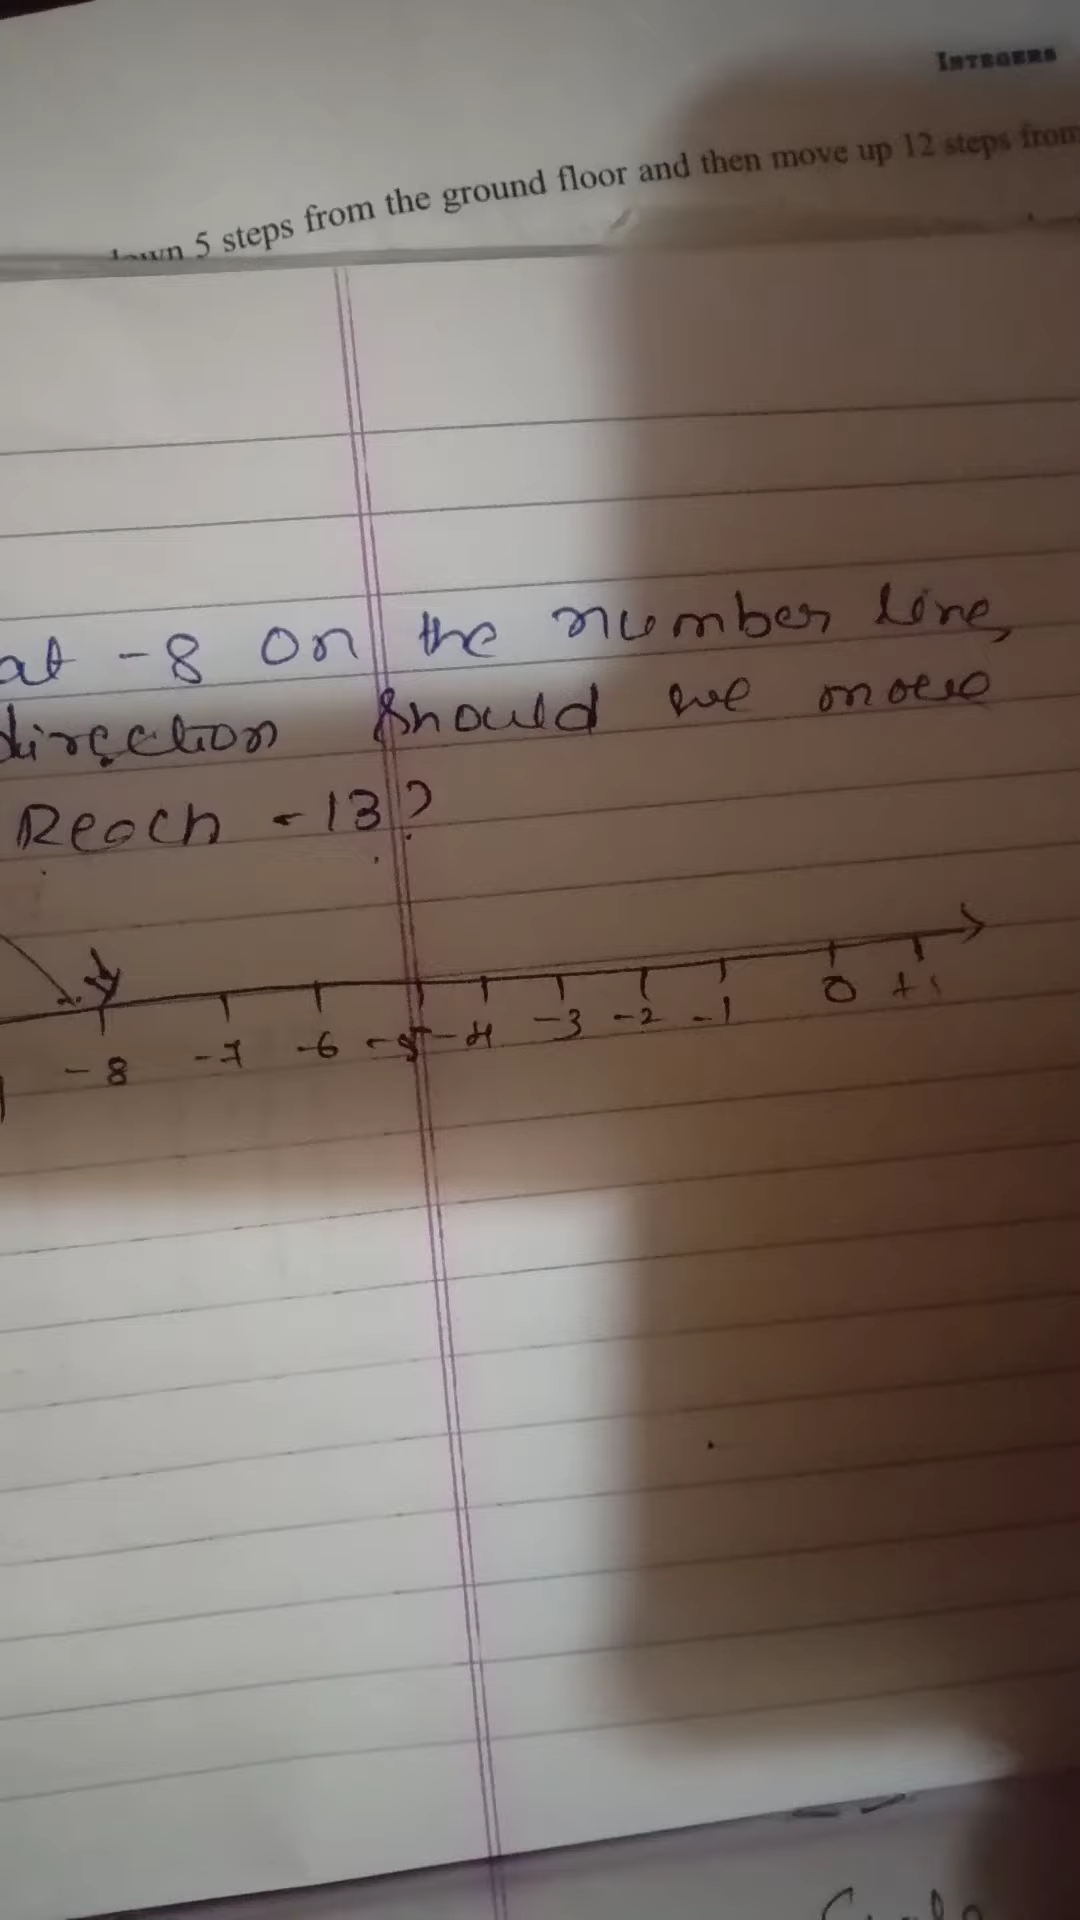 INTEGERS
down 5 steps from the ground floor and then move up 12 steps from
at -8 on the number line,
direction should we move
Reach -13?
-8 -7 -6 -5 -4 -3 -2 -1 0 +1